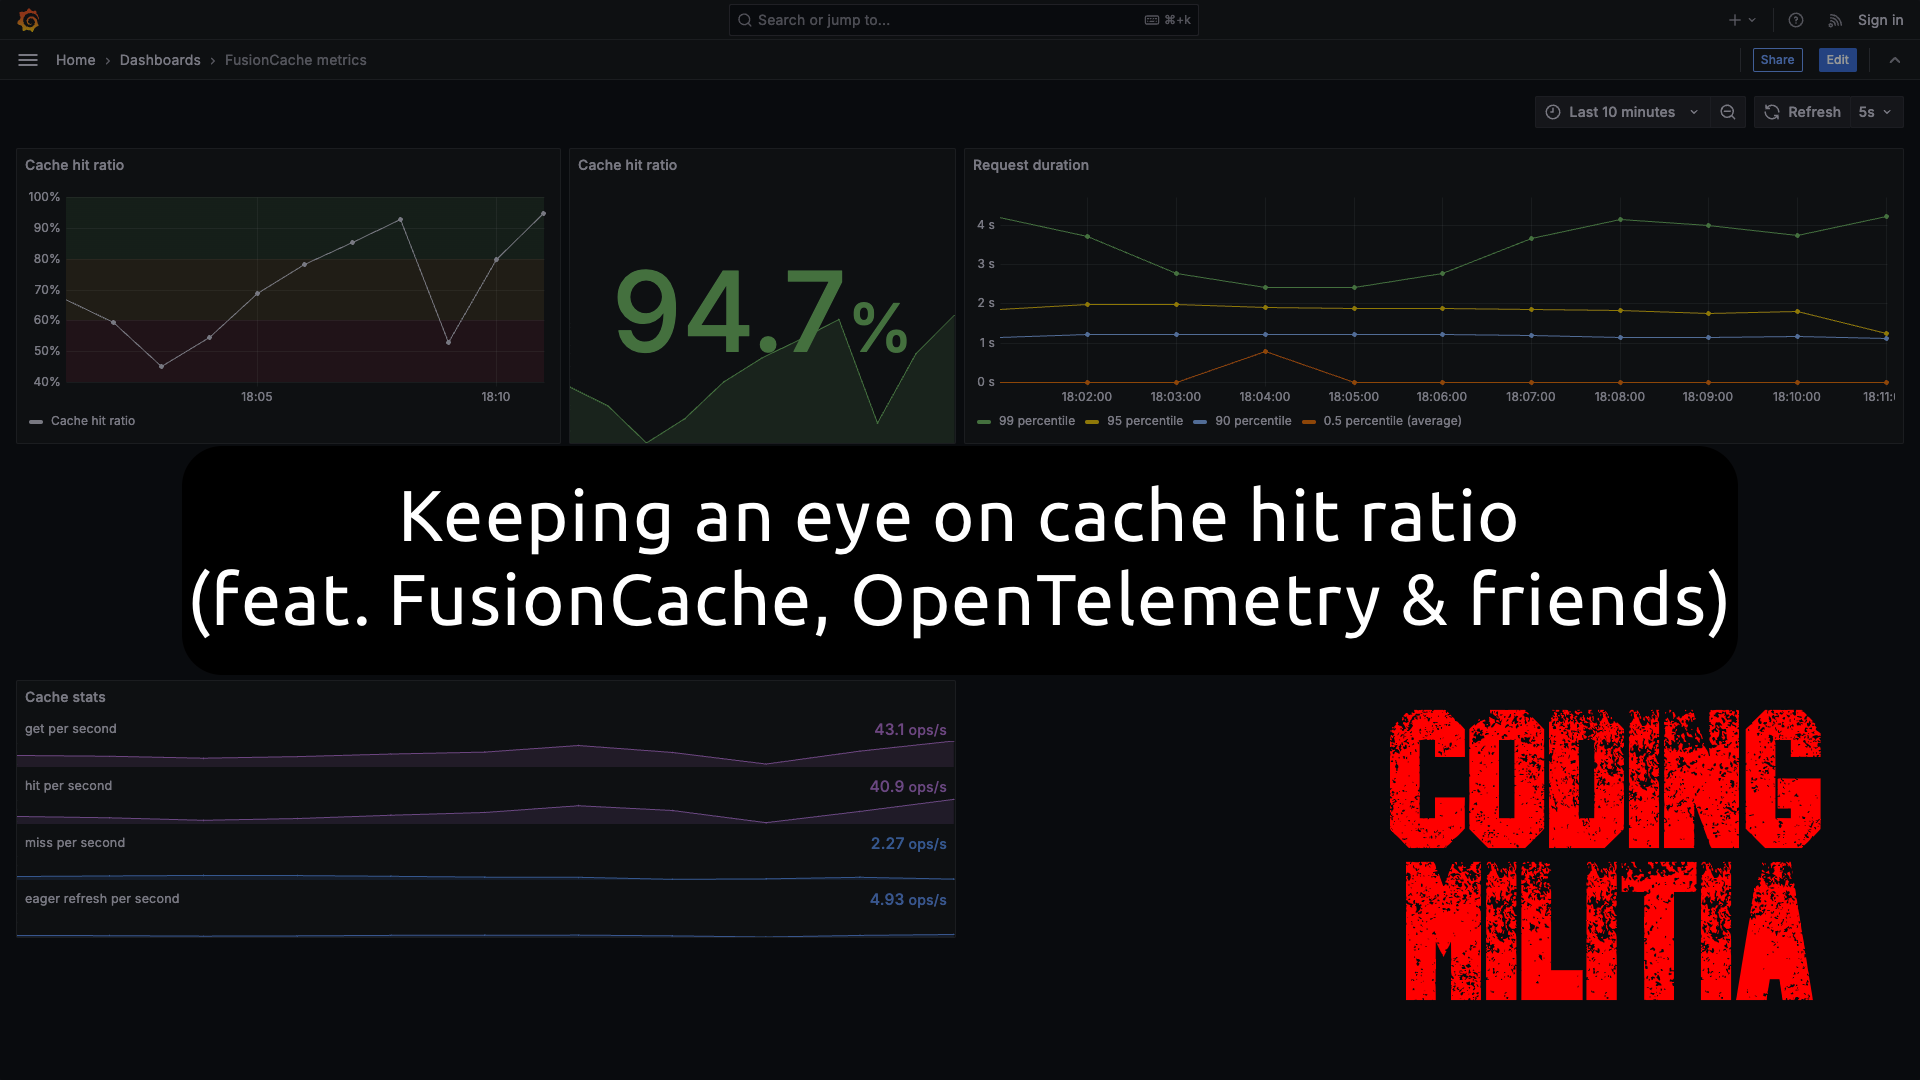 Search or jump to...
⌘+k
Sign in
Home › Dashboards › FusionCache metrics
Share
Edit
Last 10 minutes
Refresh
5s
Cache hit ratio
100%
90%
80%
70%
60%
50%
40%
18:05
18:10
Cache hit ratio
Cache hit ratio
94.7%
Request duration
4 s
3 s
2 s
1 s
0 s
18:02:00
18:03:00
18:04:00
18:05:00
18:06:00
18:07:00
18:08:00
18:09:00
18:10:00
18:11:
99 percentile
95 percentile
90 percentile
0.5 percentile (average)
Keeping an eye on cache hit ratio
(feat. FusionCache, OpenTelemetry & friends)
Cache stats
get per second
43.1 ops/s
hit per second
40.9 ops/s
miss per second
2.27 ops/s
eager refresh per second
4.93 ops/s
CODING
MILITIA